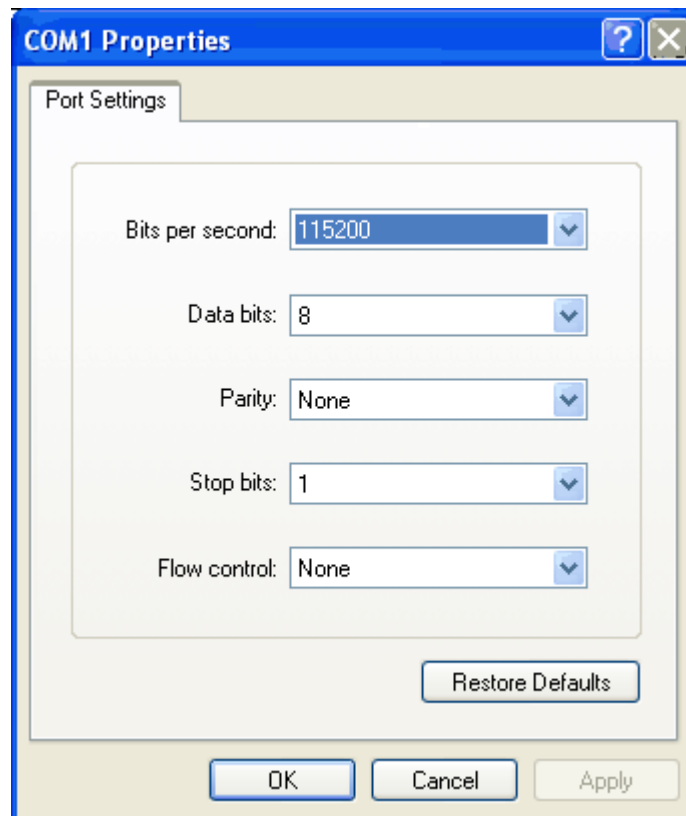 COM1 Properties
Port Settings
Bits per second: 115200
Data bits: 8
Parity: None
Stop bits: 1
Flow control: None
Restore Defaults
OK Cancel Apply